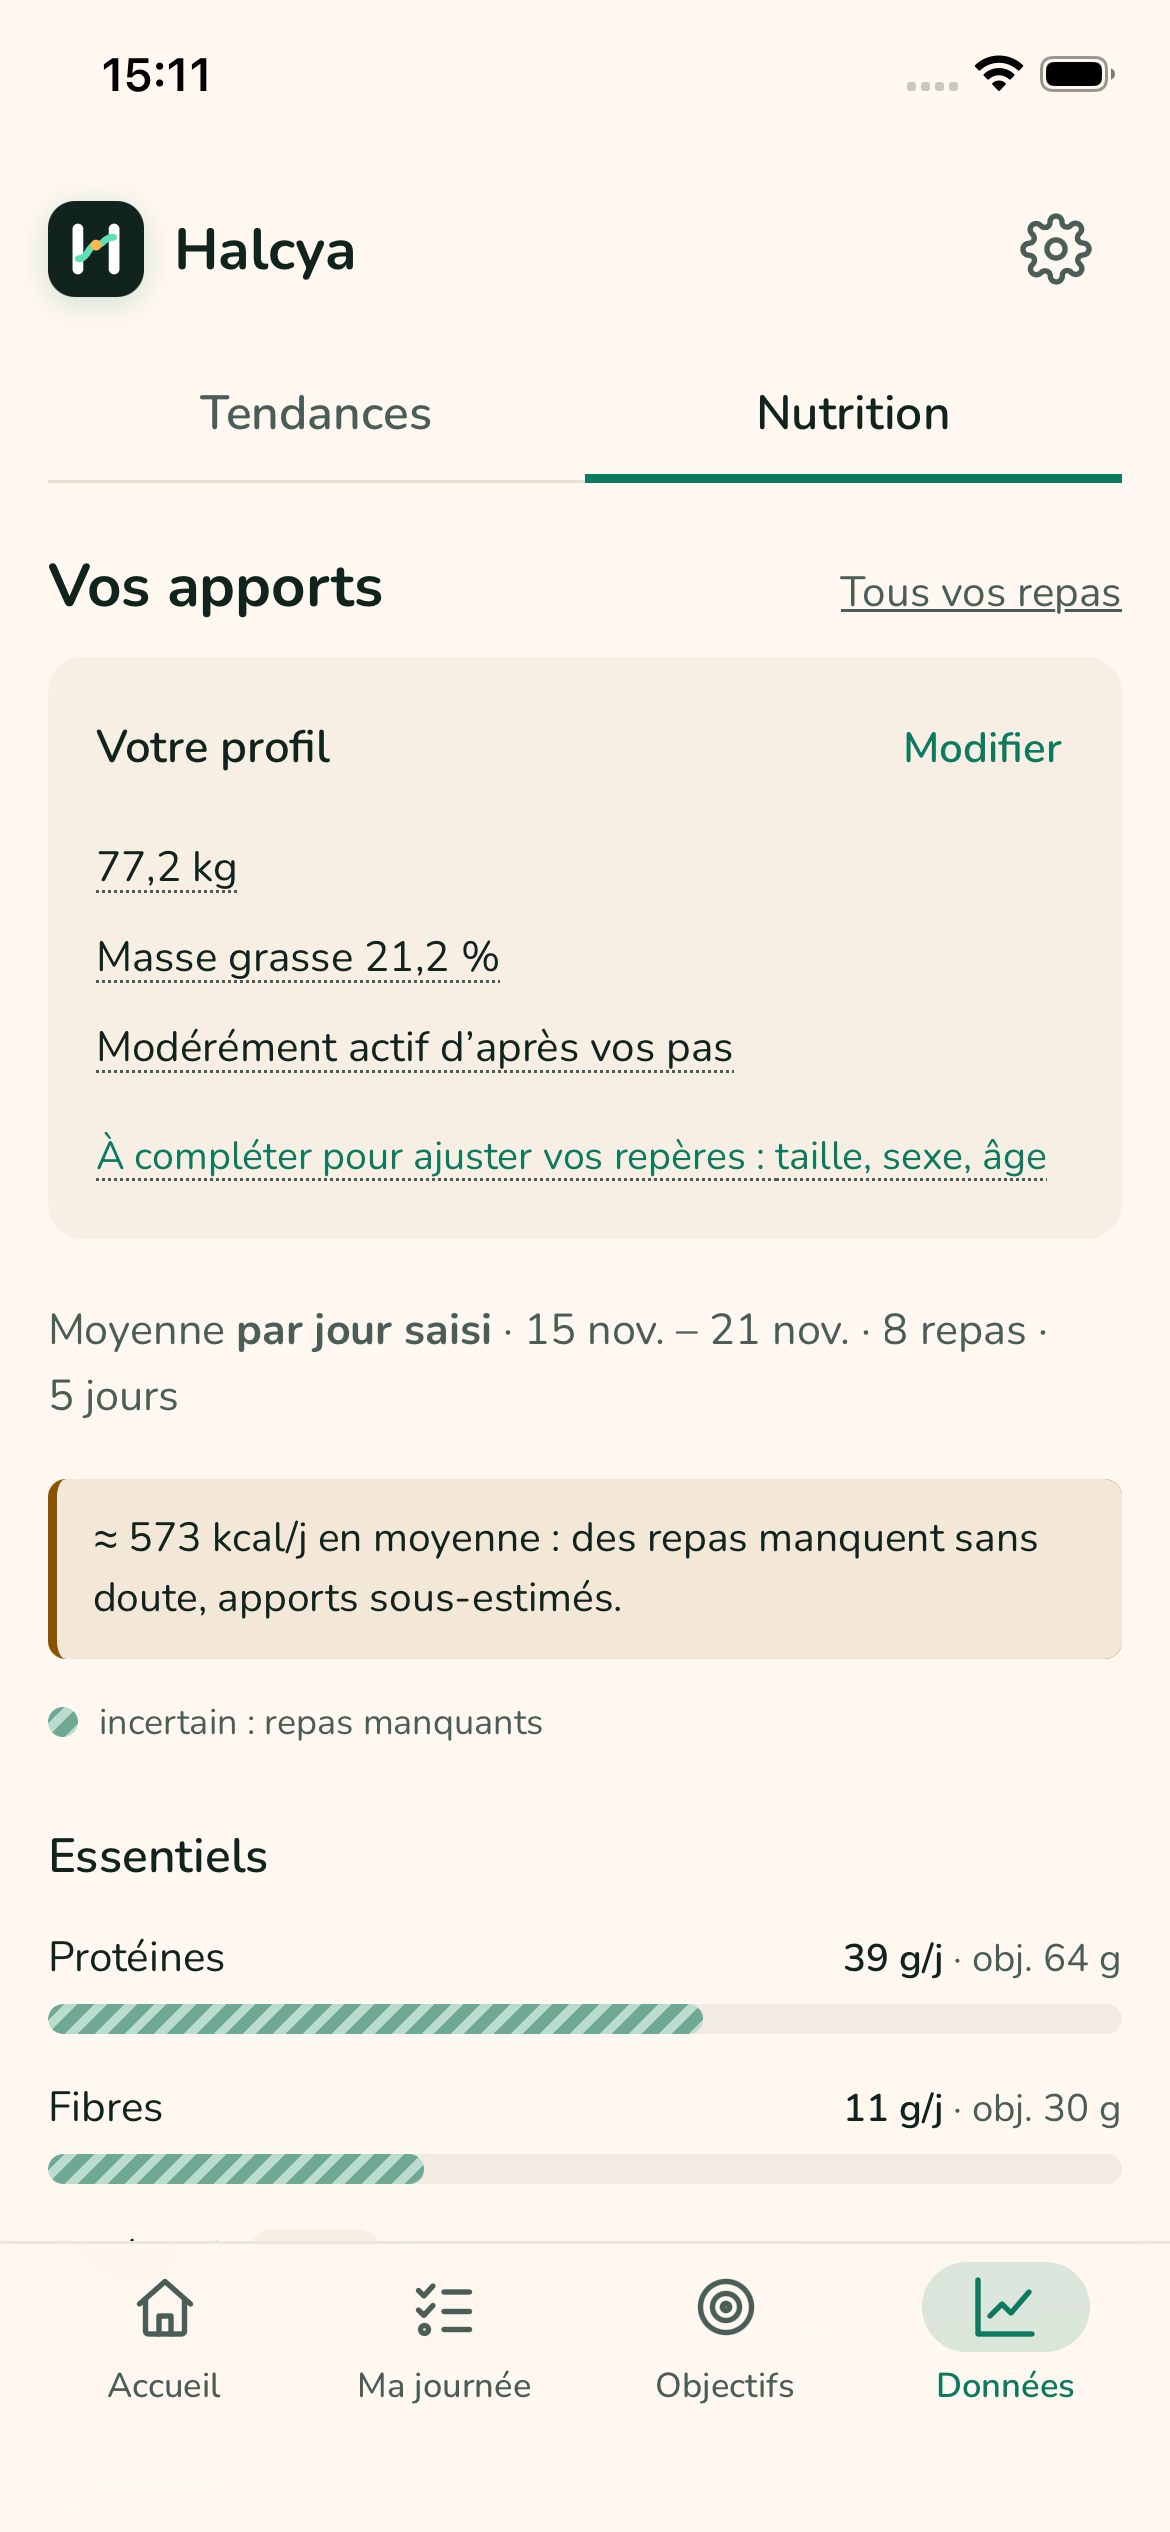 15:11
Halcya
Tendances
Nutrition
Vos apports
Tous vos repas
Votre profil
Modifier
77,2 kg
Masse grasse 21,2 %
Modérément actif d’après vos pas
À compléter pour ajuster vos repères : taille, sexe, âge
Moyenne par jour saisi · 15 nov. – 21 nov. · 8 repas ·
5 jours
≈ 573 kcal/j en moyenne : des repas manquent sans
doute, apports sous-estimés.
incertain : repas manquants
Essentiels
Protéines
39 g/j · obj. 64 g
Fibres
11 g/j · obj. 30 g
Accueil
Ma journée
Objectifs
Données